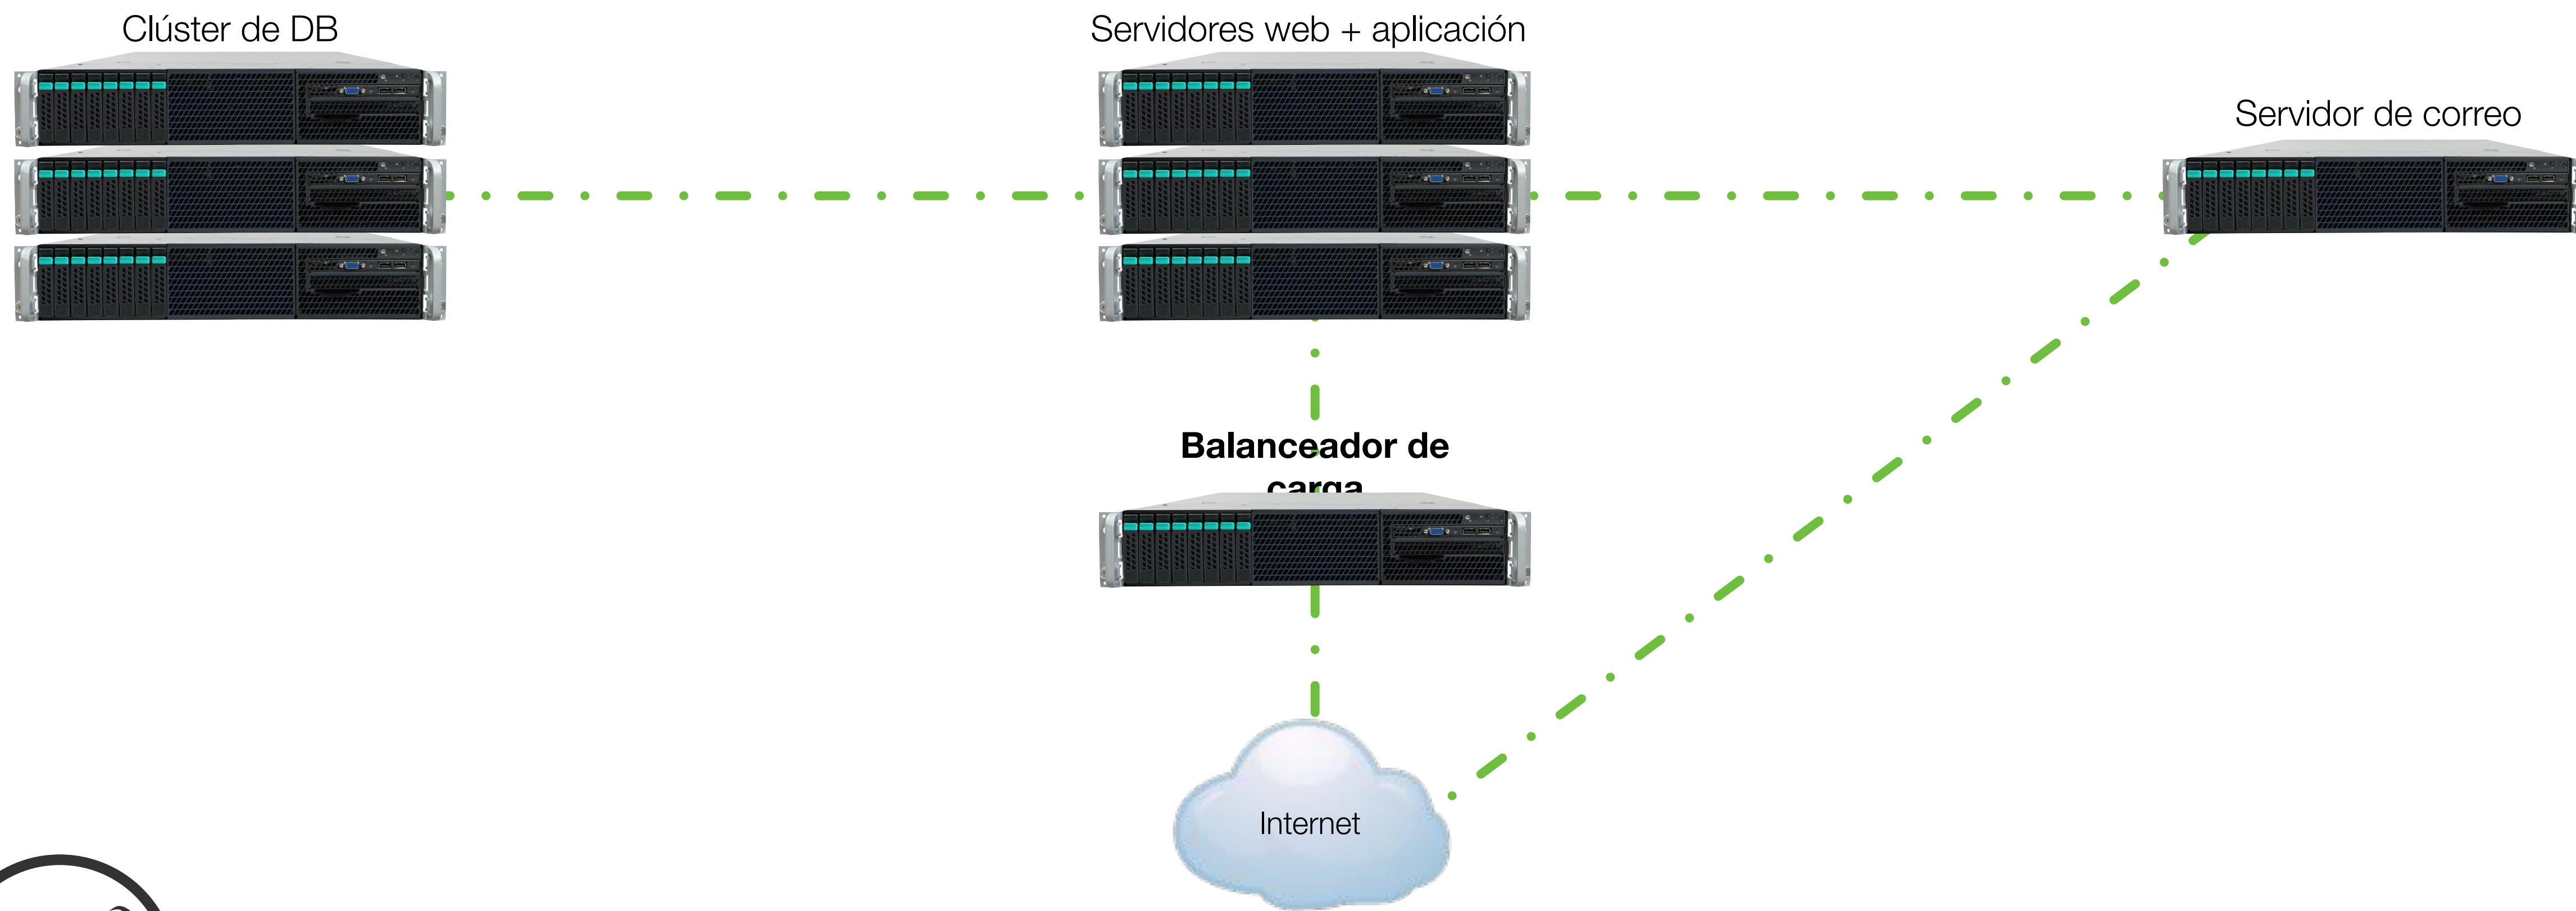 Clúster de DB
Servidores web + aplicación
Servidor de correo
Balanceador de
carga
Internet